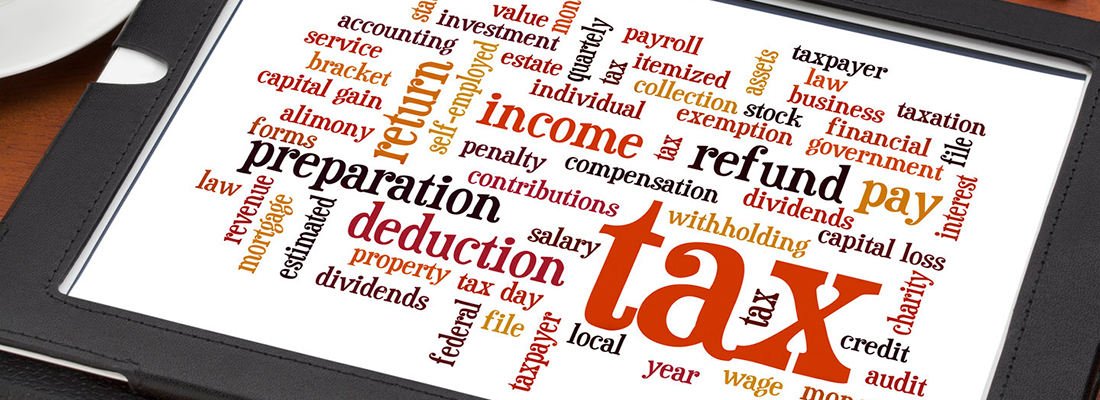 value
investment
accounting
service
bracket
capital gain
alimony
forms
return
self-employed
estate
quartely
tax
payroll
itemized
collection
assets
taxpayer
law
business
taxation
individual
stock
exemption
financial
government
file
income
tax
penalty
compensation
refund
pay
interest
preparation
contributions
dividends
law
revenue
mortgage
estimated
deduction
salary
withholding
capital loss
property
tax day
dividends
federal
file
taxpayer
local
tax
tax
charity
credit
year
wage
audit